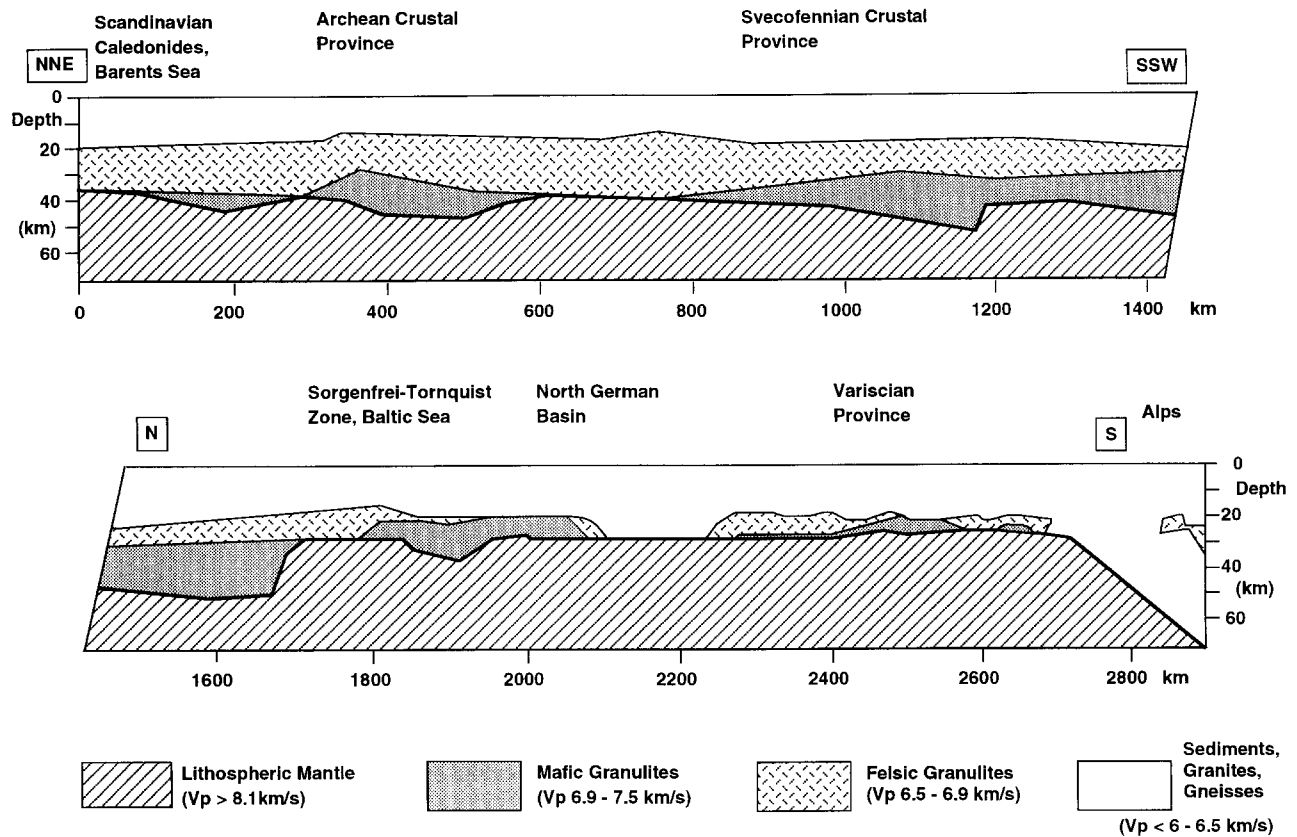 Scandinavian
Caledonides,
Barents Sea
Archean Crustal
Province
Svecofennian Crustal
Province
NNE
SSW
0
Depth
20
40
(km)
60
0 200 400 600 800 1000 1200 1400 km
Sorgenfrei-Tornquist
Zone, Baltic Sea
North German
Basin
Variscian
Province
Alps
N
S
0
Depth
20
40
(km)
60
1600 1800 2000 2200 2400 2600 2800 km
Lithospheric Mantle
(Vp > 8.1km/s)
Mafic Granulites
(Vp 6.9 - 7.5 km/s)
Felsic Granulites
(Vp 6.5 - 6.9 km/s)
Sediments,
Granites,
Gneisses
(Vp < 6 - 6.5 km/s)